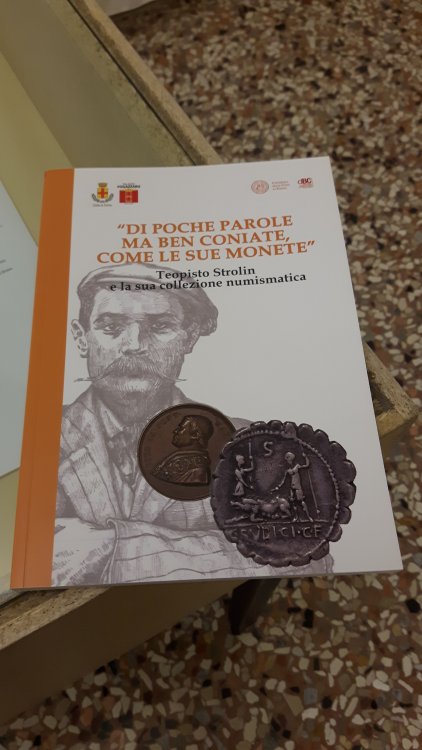 “DI POCHE PAROLE
MA BEN CONIATE,
COME LE SUE MONETE”
Teopisto Strolin
e la sua collezione numismatica
S